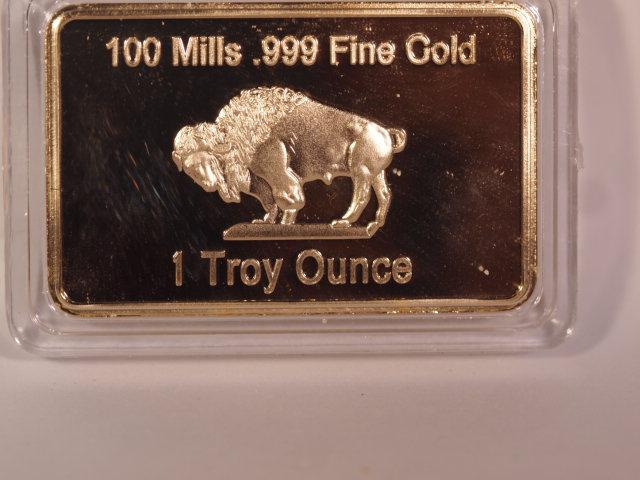 100 Mills .999 Fine Gold
1 Troy Ounce